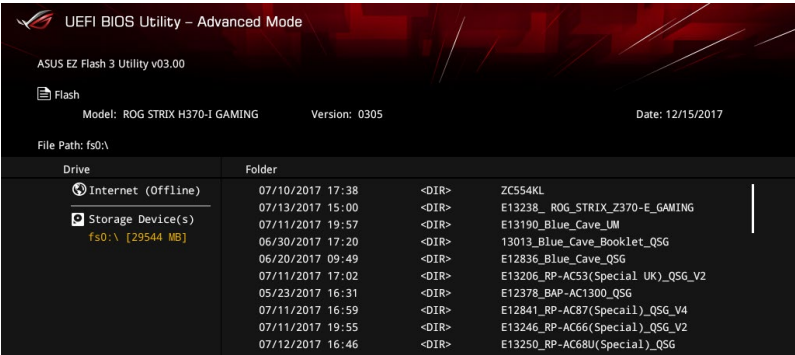 UEFI BIOS Utility – Advanced Mode
ASUS EZ Flash 3 Utility v03.00
Flash
Model: ROG STRIX H370-I GAMING Version: 0305 Date: 12/15/2017
File Path: fs0:\
Drive Folder
Internet (Offline) 07/10/2017 17:38 <DIR> ZC554KL
07/13/2017 15:00 <DIR> E13238_ ROG_STRIX_Z370-E_GAMING
Storage Device(s) 07/11/2017 19:57 <DIR> E13190_Blue_Cave_UM
fs0:\ [29544 MB] 06/30/2017 17:20 <DIR> 13013_Blue_Cave_Booklet_QSG
06/20/2017 09:49 <DIR> E12836_Blue_Cave_QSG
07/11/2017 17:02 <DIR> E13206_RP-AC53(Special UK)_QSG_V2
05/23/2017 16:31 <DIR> E12378_BAP-AC1300_QSG
07/11/2017 16:59 <DIR> E12841_RP-AC87(Specail)_QSG_V4
07/11/2017 19:55 <DIR> E13246_RP-AC66(Special)_QSG_V2
07/12/2017 16:46 <DIR> E13250_RP-AC68U(Special)_QSG